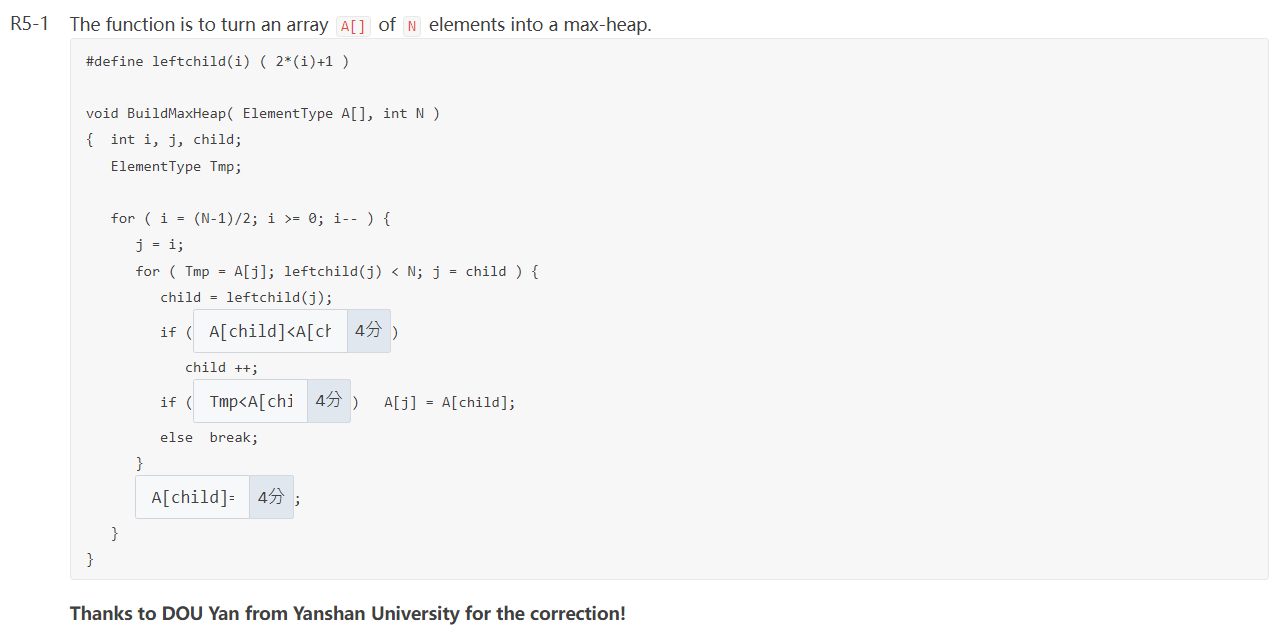 R5-1 The function is to turn an array A[] of N elements into a max-heap.
#define leftchild(i) ( 2*(i)+1 )
void BuildMaxHeap( ElementType A[], int N )
{ int i, j, child;
ElementType Tmp;
for ( i = (N-1)/2; i >= 0; i-- ) {
j = i;
for ( Tmp = A[j]; leftchild(j) < N; j = child ) {
child = leftchild(j);
if ( A[child]<A[ch 4分 )
child ++;
if ( Tmp<A[chi 4分 ) A[j] = A[child];
else break;
}
A[child]= 4分 ;
}
}
Thanks to DOU Yan from Yanshan University for the correction!